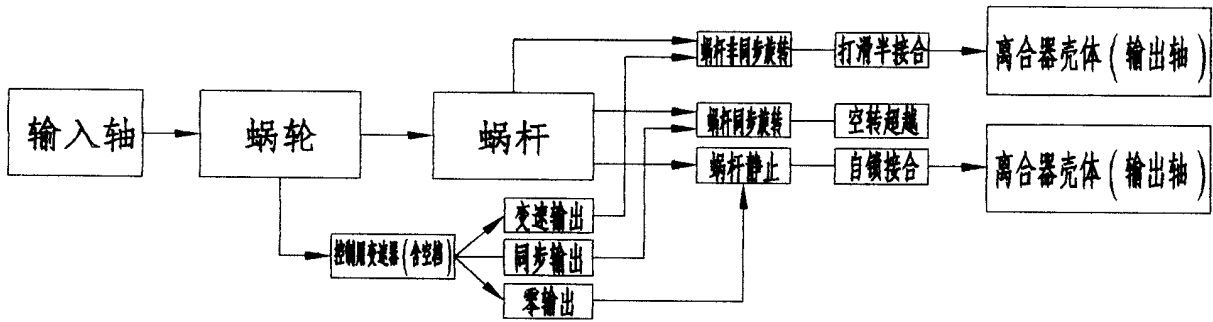 蜗杆非同步旋转
打滑半接合
离合器壳体(输出轴)
输入轴
蜗轮
蜗杆
蜗杆同步旋转
空转超越
蜗杆静止
自锁接合
离合器壳体(输出轴)
变速输出
控制用变速器(含空档)
同步输出
零输出